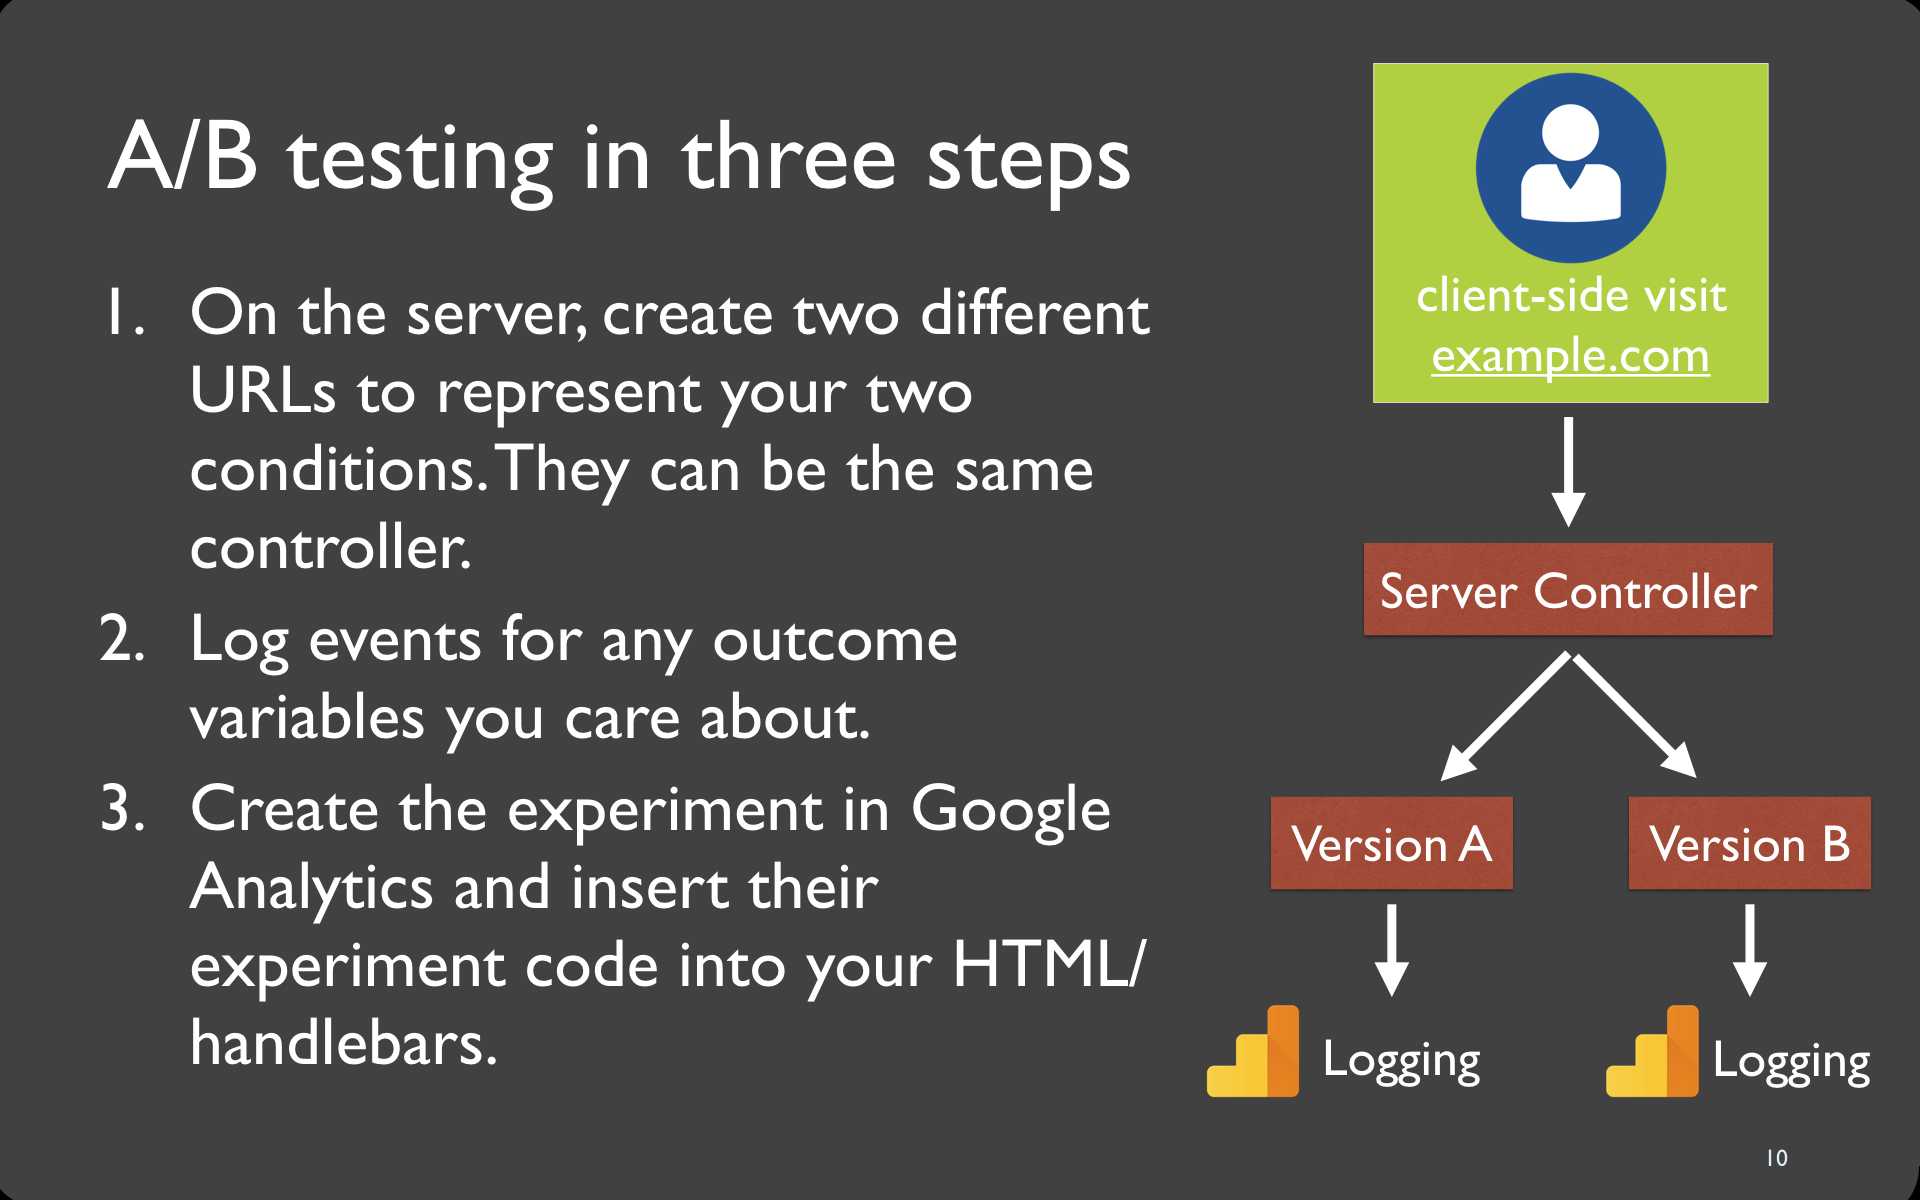 A/B testing in three steps
1. On the server, create two different
URLs to represent your two
conditions. They can be the same
controller.
2. Log events for any outcome
variables you care about.
3. Create the experiment in Google
Analytics and insert their
experiment code into your HTML/
handlebars.
client-side visit
example.com
Server Controller
Version A
Version B
Logging
Logging
10